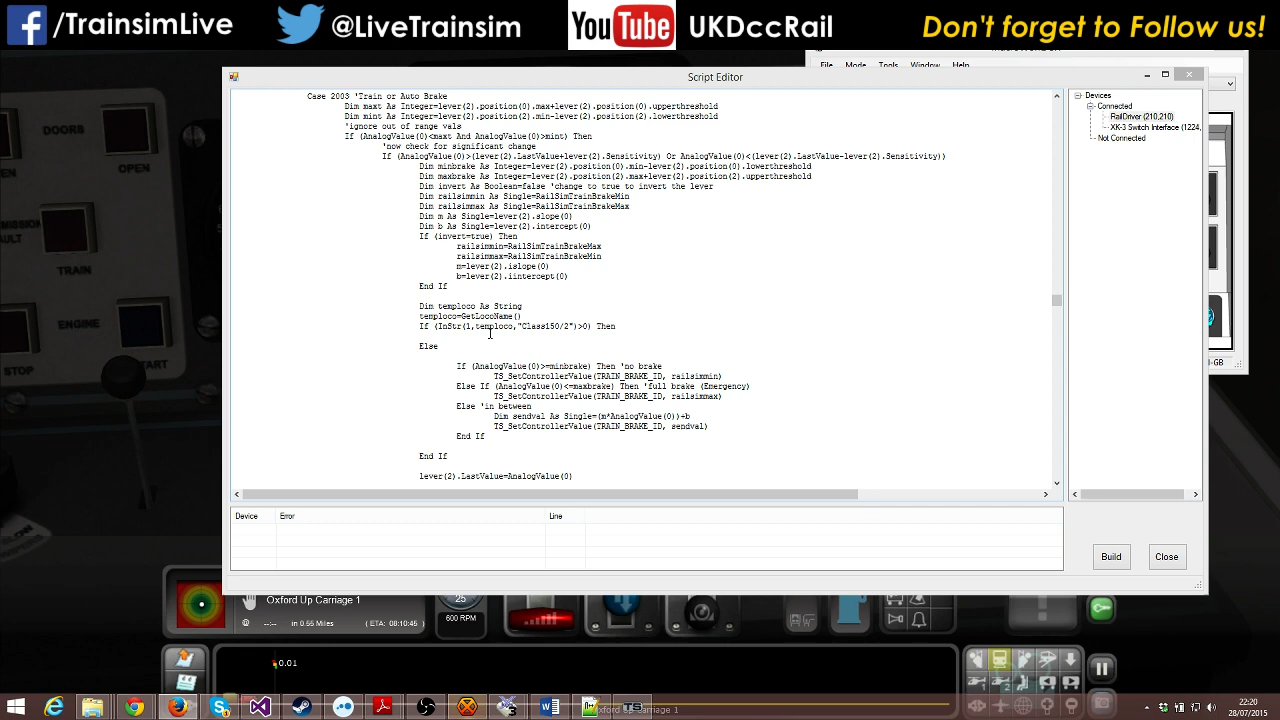 /TrainsimLive
@LiveTrainsim
YouTube
UKDccRail
Don't forget to Follow us!
File Mode Tools Window Help
Script Editor
Case 2003 'Train or Auto Brake
Dim maxt As Integer=lever(2).position(0).max+lever(2).position(0).upperthreshold
Dim mint As Integer=lever(2).position(2).min-lever(2).position(2).lowerthreshold
'ignore out of range vals
If (AnalogValue(0)<maxt And AnalogValue(0)>mint) Then
'now check for significant change
If (AnalogValue(0)>(lever(2).LastValue+lever(2).Sensitivity) Or AnalogValue(0)<(lever(2).LastValue-lever(2).Sensitivity))
Dim minbrake As Integer=lever(2).position(0).min-lever(2).position(0).lowerthreshold
Dim maxbrake As Integer=lever(2).position(2).max+lever(2).position(2).upperthreshold
Dim invert As Boolean=false 'change to true to invert the lever
Dim railsimmin As Single=RailSimTrainBrakeMin
Dim railsimmax As Single=RailSimTrainBrakeMax
Dim m As Single=lever(2).slope(0)
Dim b As Single=lever(2).intercept(0)
If (invert=true) Then
railsimmin=RailSimTrainBrakeMax
railsimmax=RailSimTrainBrakeMin
m=lever(2).islope(0)
b=lever(2).iintercept(0)
End If
Dim temploco As String
temploco=GetLocoName()
If (InStr(1,temploco,"Class150/2")>0) Then
Else
If (AnalogValue(0)>=minbrake) Then 'no brake
TS_SetControllerValue(TRAIN_BRAKE_ID, railsimmin)
Else If (AnalogValue(0)<=maxbrake) Then 'full brake (Emergency)
TS_SetControllerValue(TRAIN_BRAKE_ID, railsimmax)
Else 'in between
Dim sendval As Single=(m*AnalogValue(0))+b
TS_SetControllerValue(TRAIN_BRAKE_ID, sendval)
End If
End If
lever(2).LastValue=AnalogValue(0)
Devices
Connected
RailDriver (210,210)
XK-3 Switch Interface (1224,
Not Connected
Device Error Line
Build Close
DOORS
OPEN
TRAIN
ENGINE
STOP
START
-GB
Oxford Up Carriage 1
@ --:-- in 0.55 Miles ( ETA: 08:10:45 )
25
600 RPM
0.01
22:20
28/07/2015